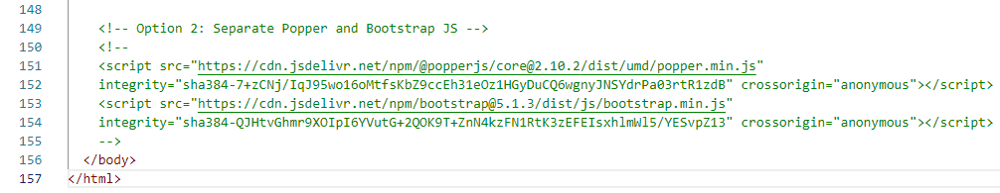 148
149 <!-- Option 2: Separate Popper and Bootstrap JS -->
150 <!--
151 <script src="https://cdn.jsdelivr.net/npm/@popperjs/core@2.10.2/dist/umd/popper.min.js"
152 integrity="sha384-7+zCNj/IqJ95wo16oMtfsKbZ9ccEh31eOz1HGyDuCQ6wgnyJNSYdrPa03rtR1zdB" crossorigin="anonymous"></script>
153 <script src="https://cdn.jsdelivr.net/npm/bootstrap@5.1.3/dist/js/bootstrap.min.js"
154 integrity="sha384-QJHtvGhmr9XOIpI6YVutG+2QOK9T+ZnN4kzFN1RtK3zEFEIsxhlmWl5/YESvpZ13" crossorigin="anonymous"></script>
155 -->
156 </body>
157 </html>